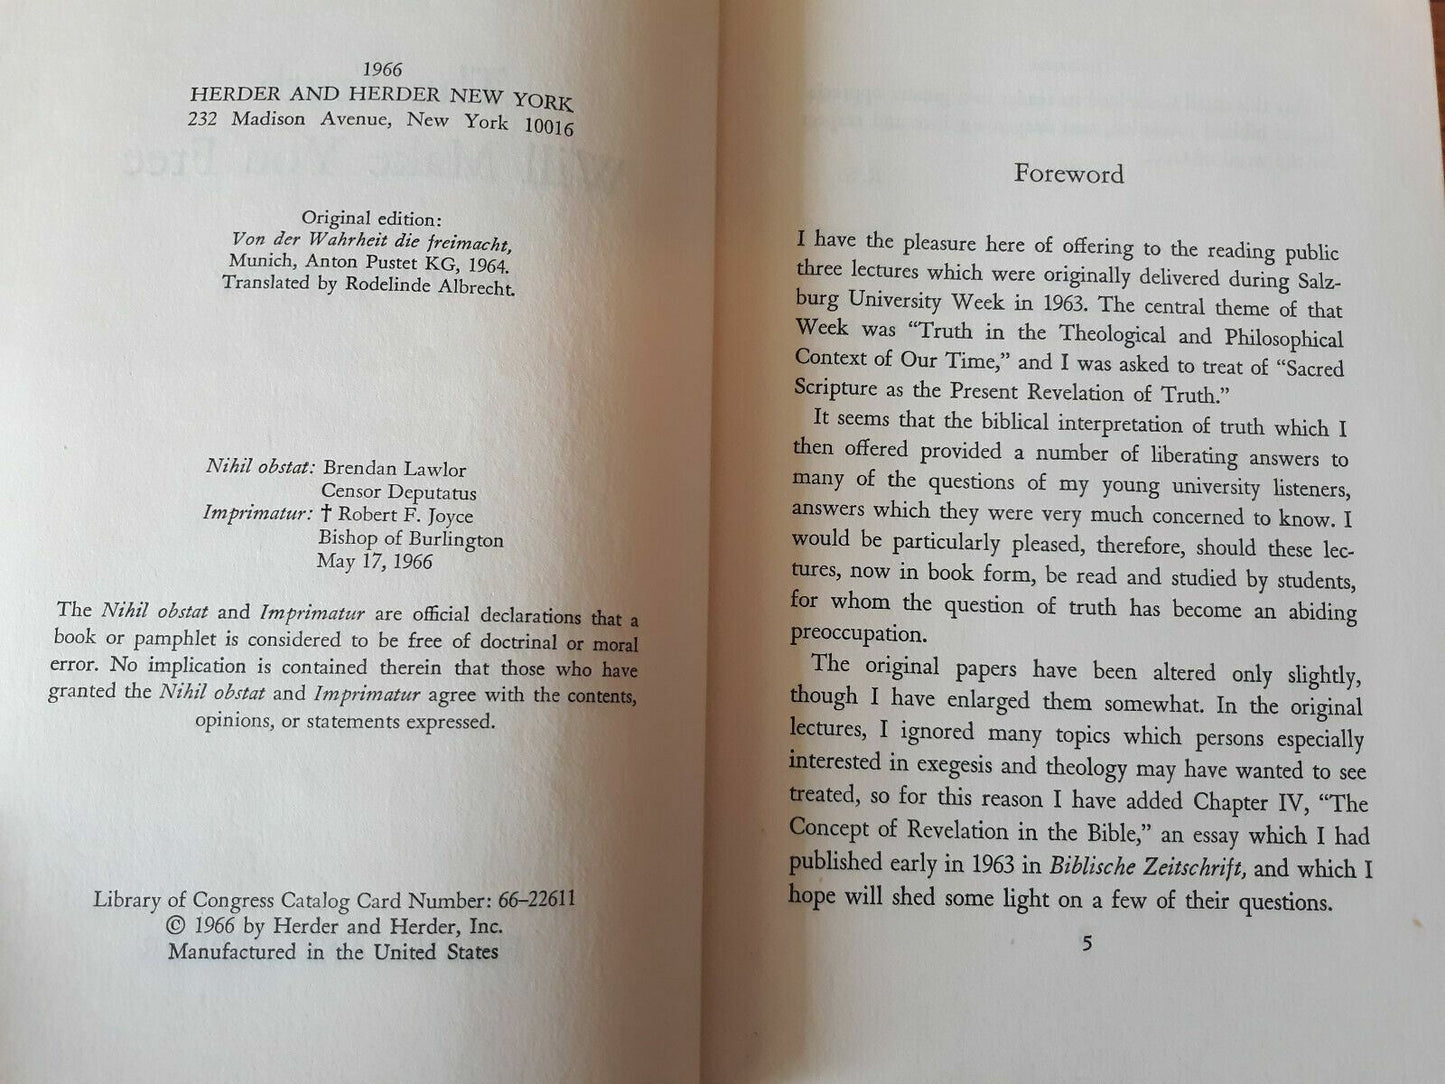 1966
HERDER AND HERDER NEW YORK
232 Madison Avenue, New York 10016
Original edition:
Von der Wahrheit die freimacht,
Munich, Anton Pustet KG, 1964.
Translated by Rodelinde Albrecht.
Nihil obstat: Brendan Lawlor
Censor Deputatus
Imprimatur: ✝ Robert F. Joyce
Bishop of Burlington
May 17, 1966
The Nihil obstat and Imprimatur are official declarations that a
book or pamphlet is considered to be free of doctrinal or moral
error. No implication is contained therein that those who have
granted the Nihil obstat and Imprimatur agree with the contents,
opinions, or statements expressed.
Library of Congress Catalog Card Number: 66–22611
© 1966 by Herder and Herder, Inc.
Manufactured in the United States
Foreword
I have the pleasure here of offering to the reading public
three lectures which were originally delivered during Salz-
burg University Week in 1963. The central theme of that
Week was “Truth in the Theological and Philosophical
Context of Our Time,” and I was asked to treat of “Sacred
Scripture as the Present Revelation of Truth.”
It seems that the biblical interpretation of truth which I
then offered provided a number of liberating answers to
many of the questions of my young university listeners,
answers which they were very much concerned to know. I
would be particularly pleased, therefore, should these lec-
tures, now in book form, be read and studied by students,
for whom the question of truth has become an abiding
preoccupation.
The original papers have been altered only slightly,
though I have enlarged them somewhat. In the original
lectures, I ignored many topics which persons especially
interested in exegesis and theology may have wanted to see
treated, so for this reason I have added Chapter IV, “The
Concept of Revelation in the Bible,” an essay which I had
published early in 1963 in Biblische Zeitschrift, and which I
hope will shed some light on a few of their questions.
5